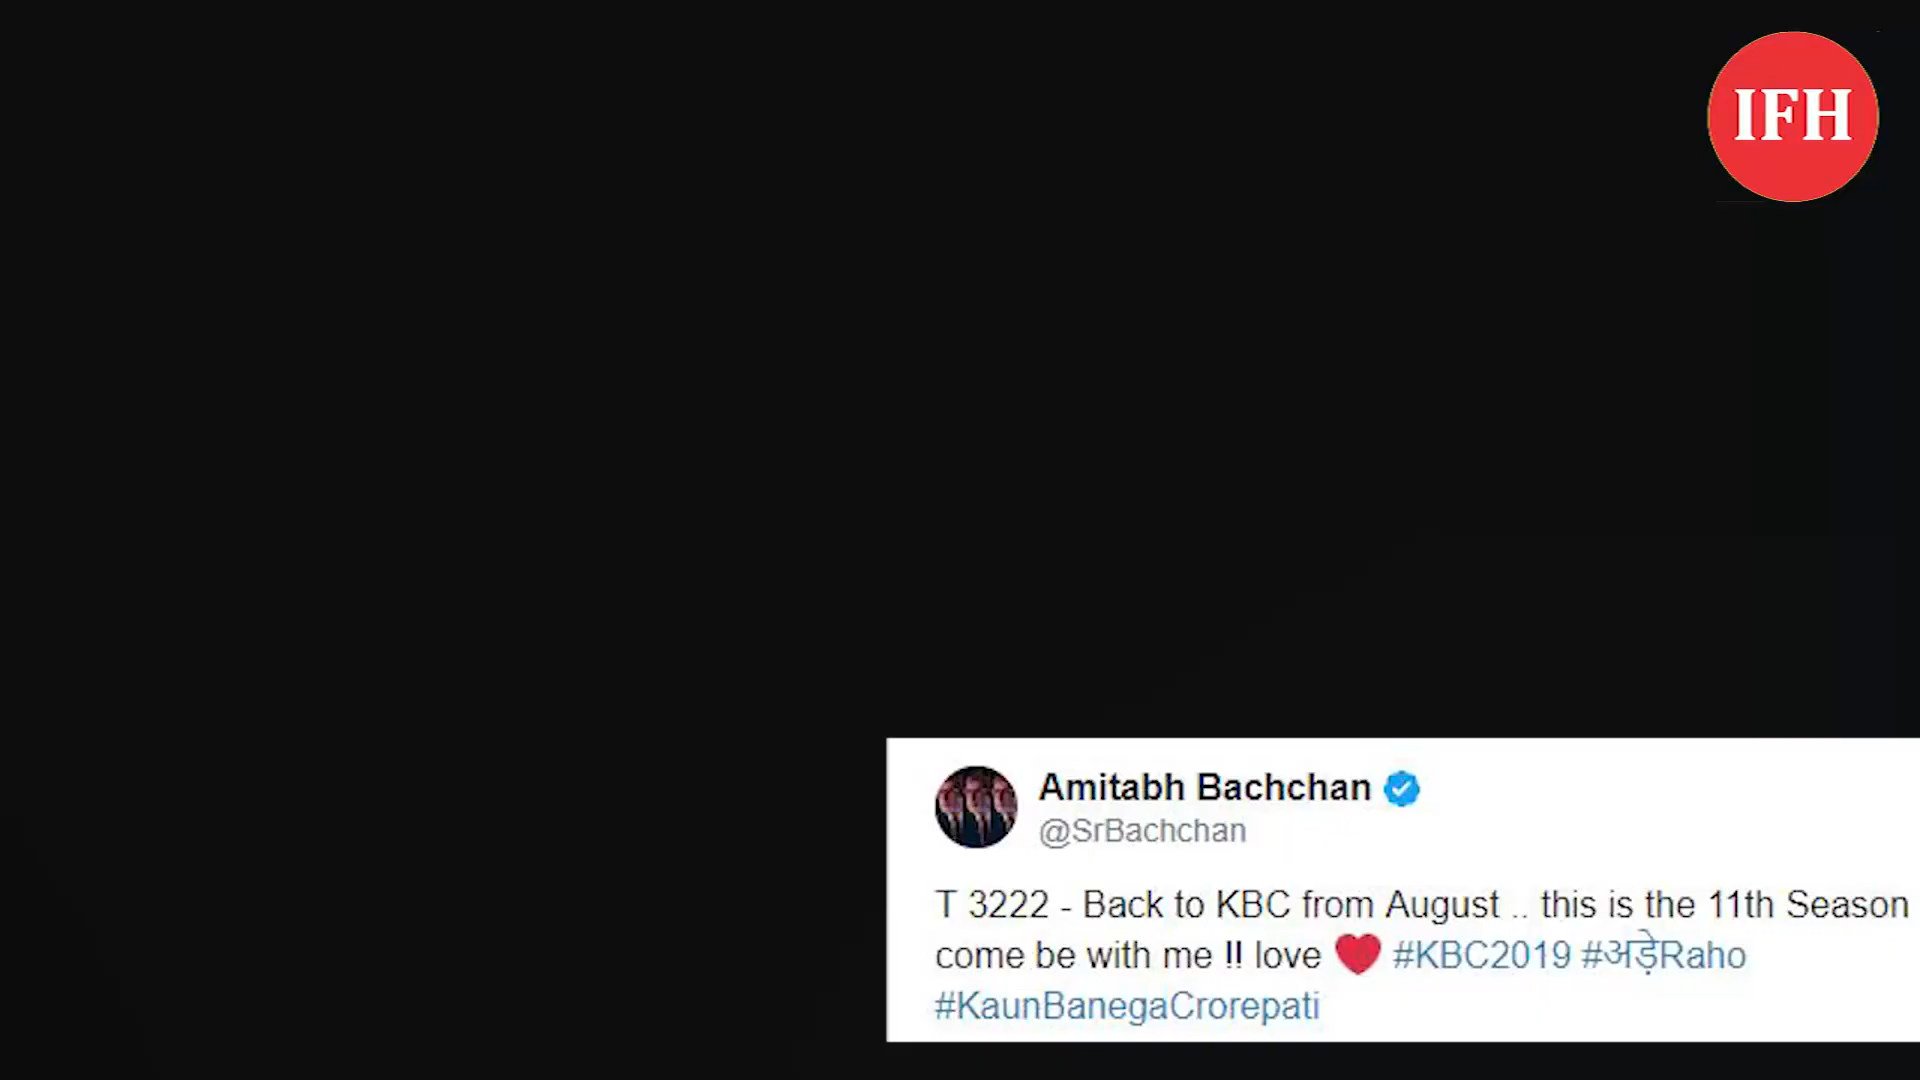 IFH
Amitabh Bachchan
@SrBachchan
T 3222 - Back to KBC from August .. this is the 11th Season
come be with me !! love ❤ #KBC2019 #अड़ेRaho
#KaunBanegaCrorepati